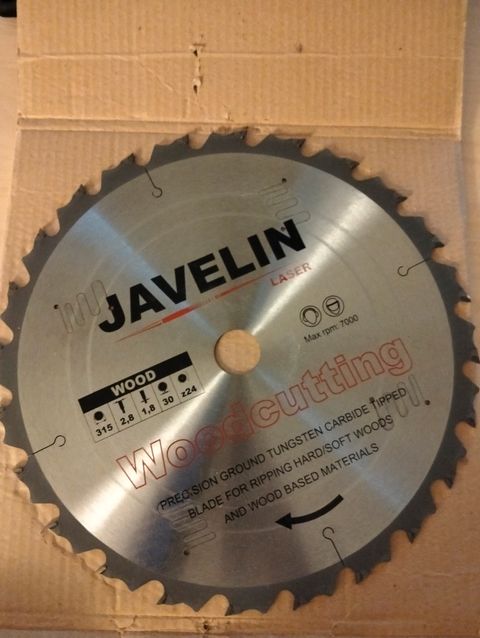 JAVELIN
LASER
Max rpm: 7000
WOOD
315 2,8 1,8 30 z24
Woodcutting
PRECISION GROUND TUNGSTEN CARBIDE TIPPED
BLADE FOR RIPPING HARD/SOFT WOODS
AND WOOD BASED MATERIALS